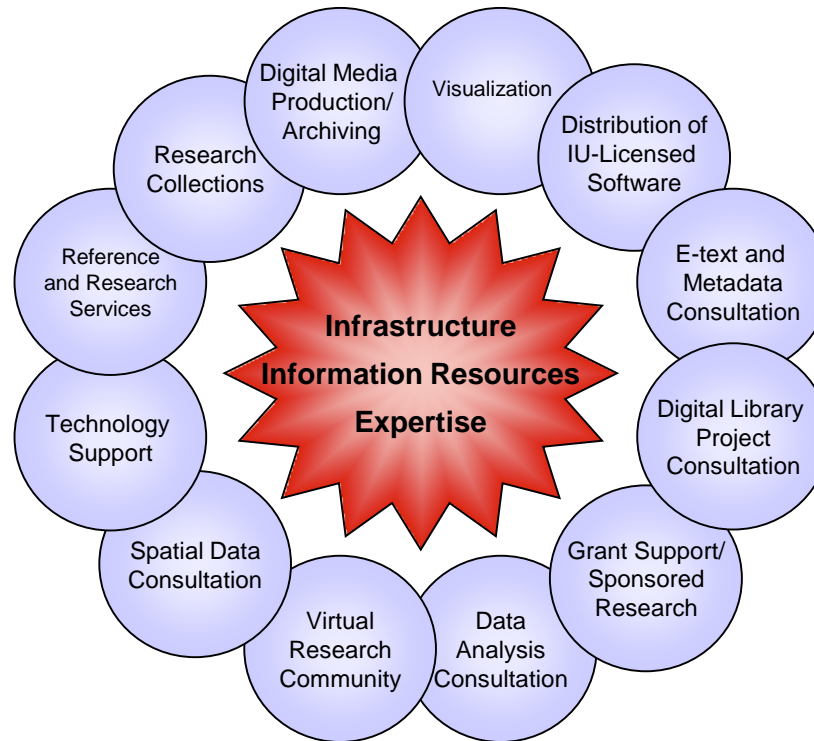 Digital Media
Production/
Archiving
Visualization
Distribution of
IU-Licensed
Software
E-text and
Metadata
Consultation
Digital Library
Project
Consultation
Grant Support/
Sponsored
Research
Data
Analysis
Consultation
Virtual
Research
Community
Spatial Data
Consultation
Technology
Support
Reference
and Research
Services
Research
Collections
Infrastructure
Information Resources
Expertise